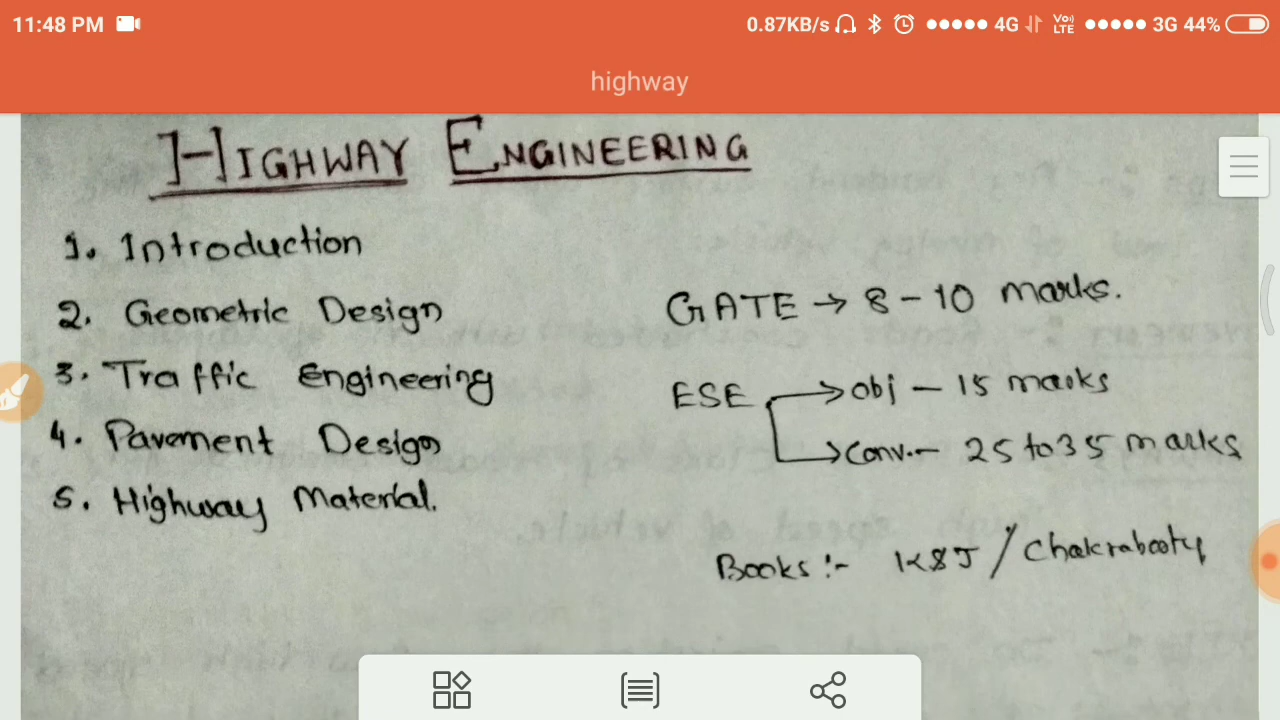 11:48 PM
0.87KB/s 4G Vo) LTE 3G 44%
highway
HIGHWAY ENGINEERING
1. Introduction
2. Geometric Design
GATE → 8 - 10 marks.
3. Traffic Engineering
ESE → obj - 15 marks
4. Pavement Design
→ Conv. - 25 to 35 marks
5. Highway Material.
Books :- K&J / Chakraborty